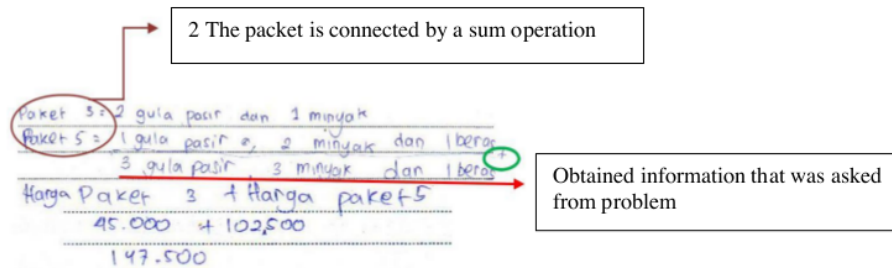 2 The packet is connected by a sum operation
Paket 3 = 2 gula pasir dan 1 minyak
Paket 5 = 1 gula pasir, 2 minyak dan 1 beras
+
3 gula pasir, 3 minyak dan 1 beras
Harga Paket 3 + Harga paket 5
45.000 + 102.500
147.500
Obtained information that was asked
from problem